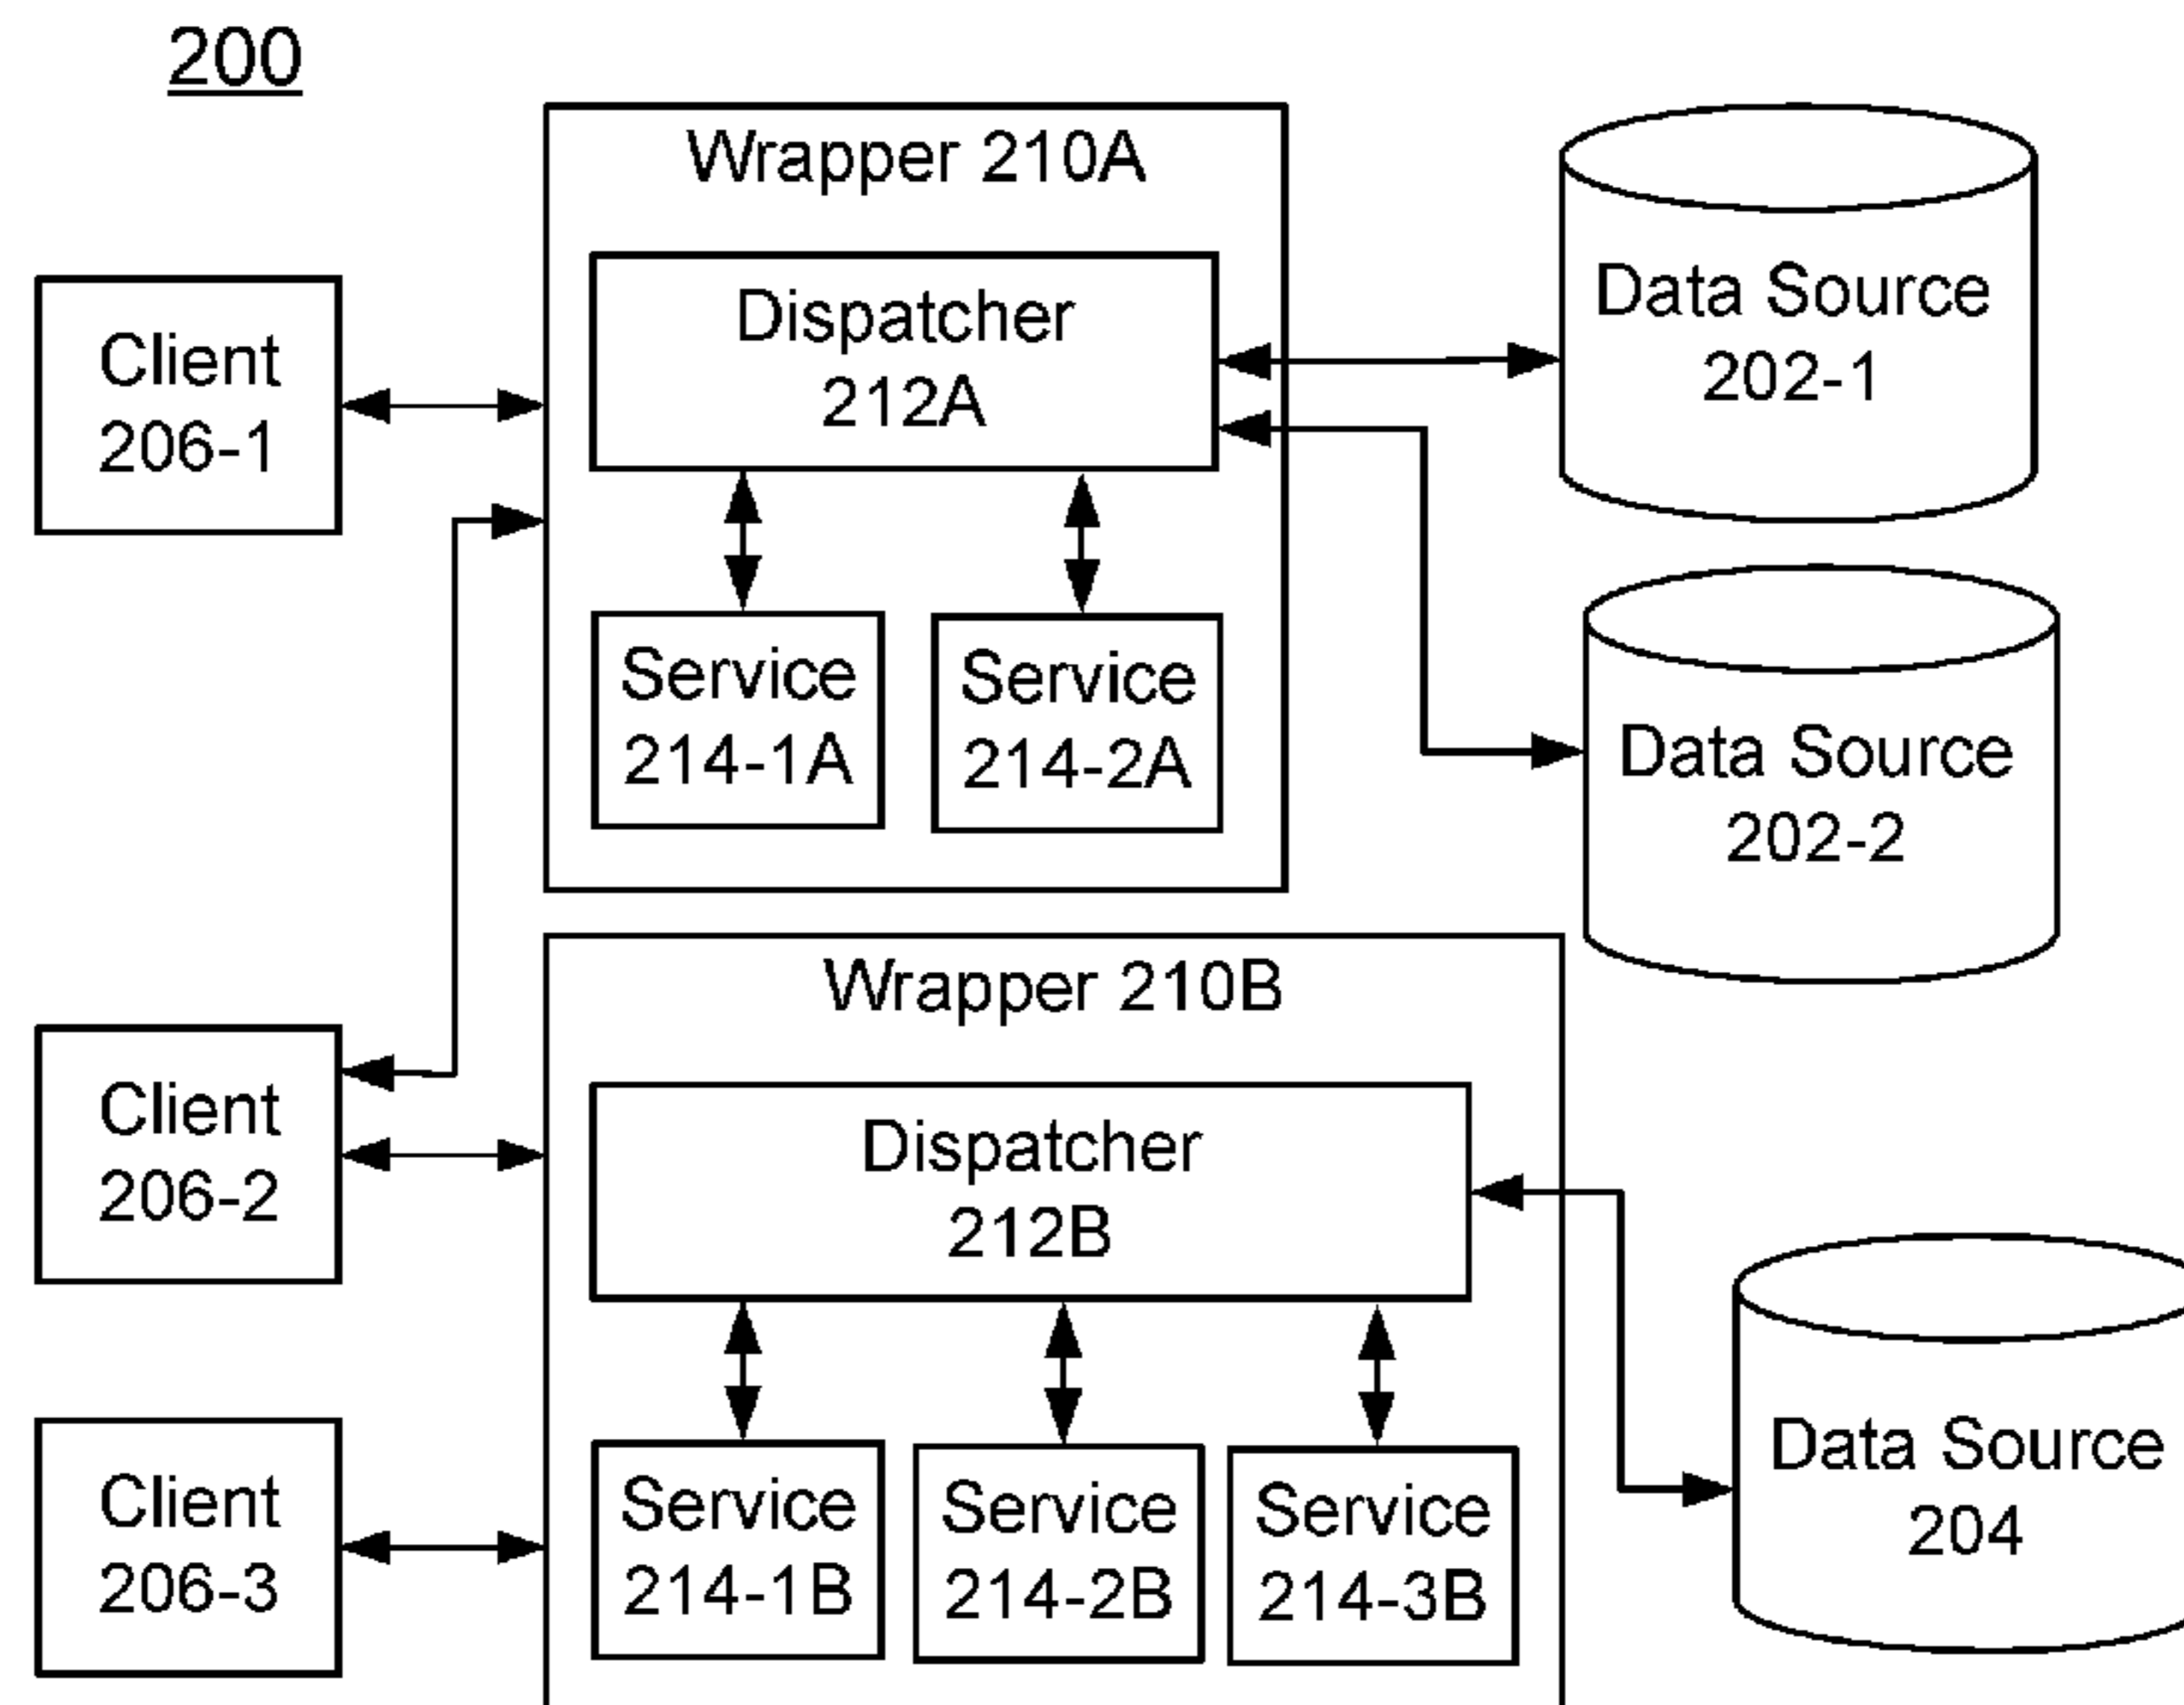 200
Wrapper 210A
Dispatcher
212A
Data Source
202-1
Client
206-1
Service
214-1A
Service
214-2A
Data Source
202-2
Wrapper 210B
Client
206-2
Dispatcher
212B
Data Source
204
Client
206-3
Service
214-1B
Service
214-2B
Service
214-3B